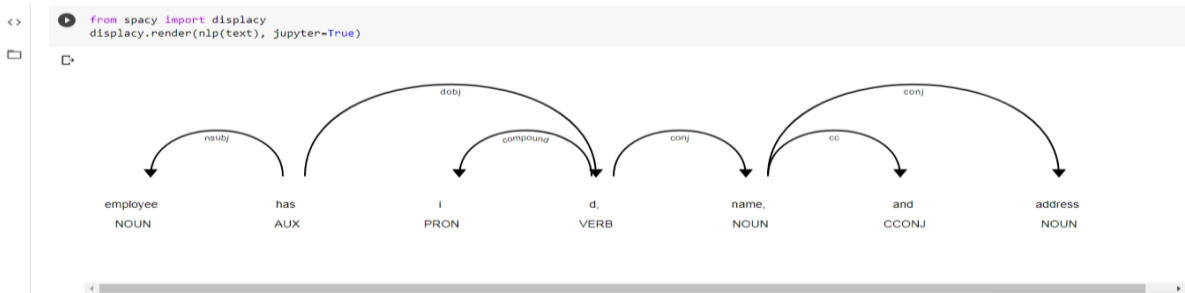 from spacy import displacy
displacy.render(nlp(text), jupyter=True)
dobj
conj
nsubj
compound
conj
cc
employee has i d, name, and address
NOUN AUX PRON VERB NOUN CCONJ NOUN